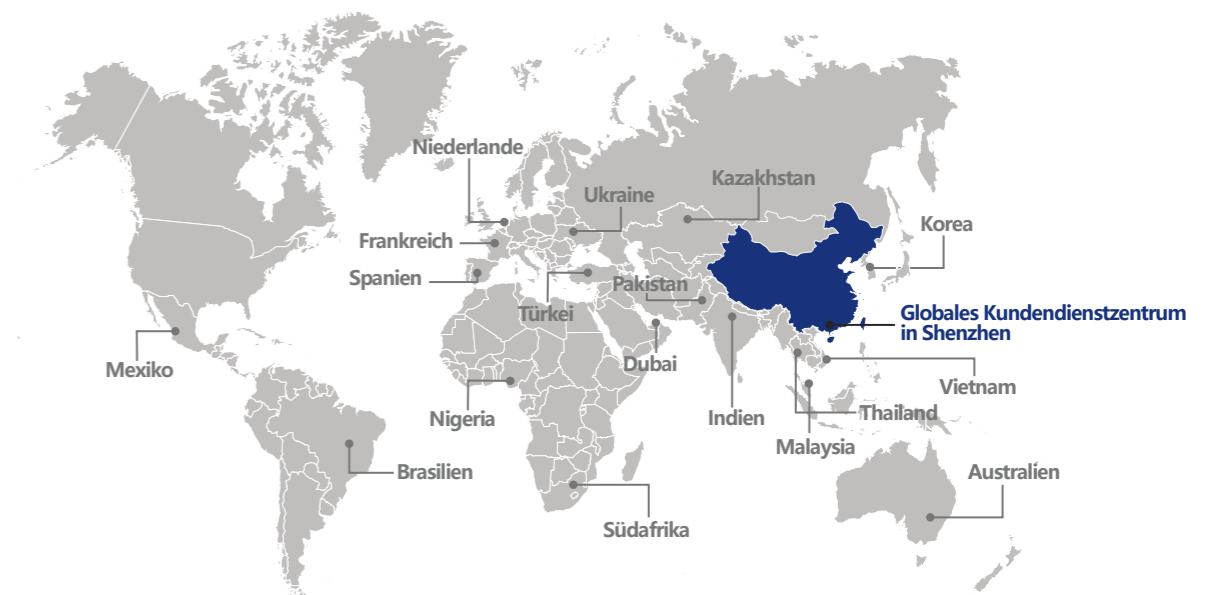 Niederlande
Kazakhstan
Ukraine
Korea
Frankreich
Spanien
Pakistan
Türkei
Globales Kundendienstzentrum
in Shenzhen
Mexiko
Dubai
Vietnam
Nigeria
Indien
Thailand
Malaysia
Brasilien
Australien
Südafrika